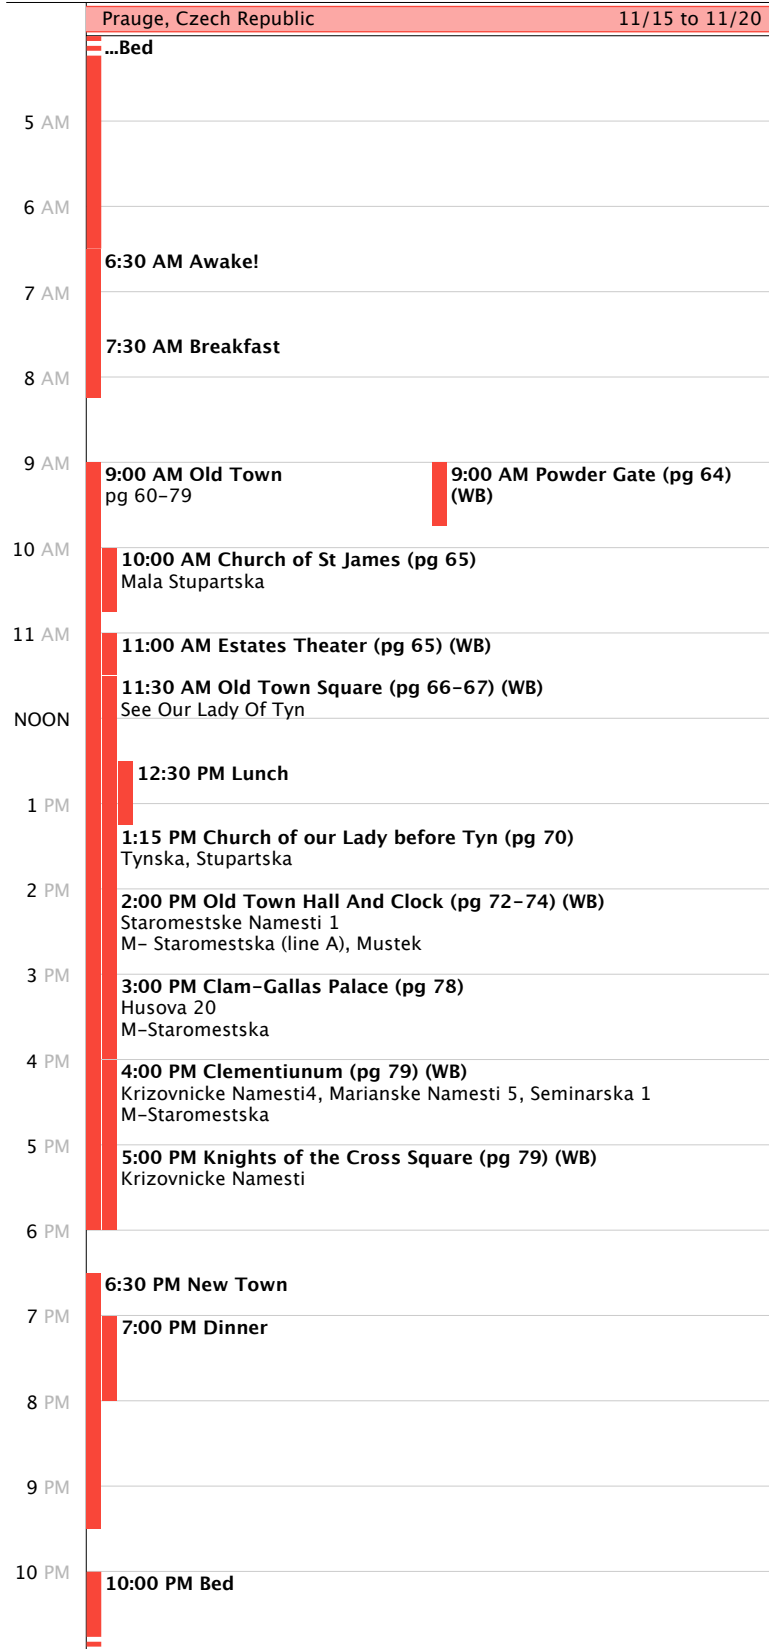 Prauge, Czech Republic 11/15 to 11/20
...Bed
5 AM
6 AM
6:30 AM Awake!
7 AM
7:30 AM Breakfast
8 AM
9 AM
9:00 AM Old Town
pg 60-79
9:00 AM Powder Gate (pg 64)
(WB)
10 AM
10:00 AM Church of St James (pg 65)
Mala Stupartska
11 AM
11:00 AM Estates Theater (pg 65) (WB)
11:30 AM Old Town Square (pg 66-67) (WB)
See Our Lady Of Tyn
NOON
12:30 PM Lunch
1 PM
1:15 PM Church of our Lady before Tyn (pg 70)
Tynska, Stupartska
2 PM
2:00 PM Old Town Hall And Clock (pg 72-74) (WB)
Staromestske Namesti 1
M- Staromestska (line A), Mustek
3 PM
3:00 PM Clam-Gallas Palace (pg 78)
Husova 20
M-Staromestska
4 PM
4:00 PM Clementiunum (pg 79) (WB)
Krizovnicke Namesti4, Marianske Namesti 5, Seminarska 1
M-Staromestska
5 PM
5:00 PM Knights of the Cross Square (pg 79) (WB)
Krizovnicke Namesti
6 PM
6:30 PM New Town
7 PM
7:00 PM Dinner
8 PM
9 PM
10 PM
10:00 PM Bed